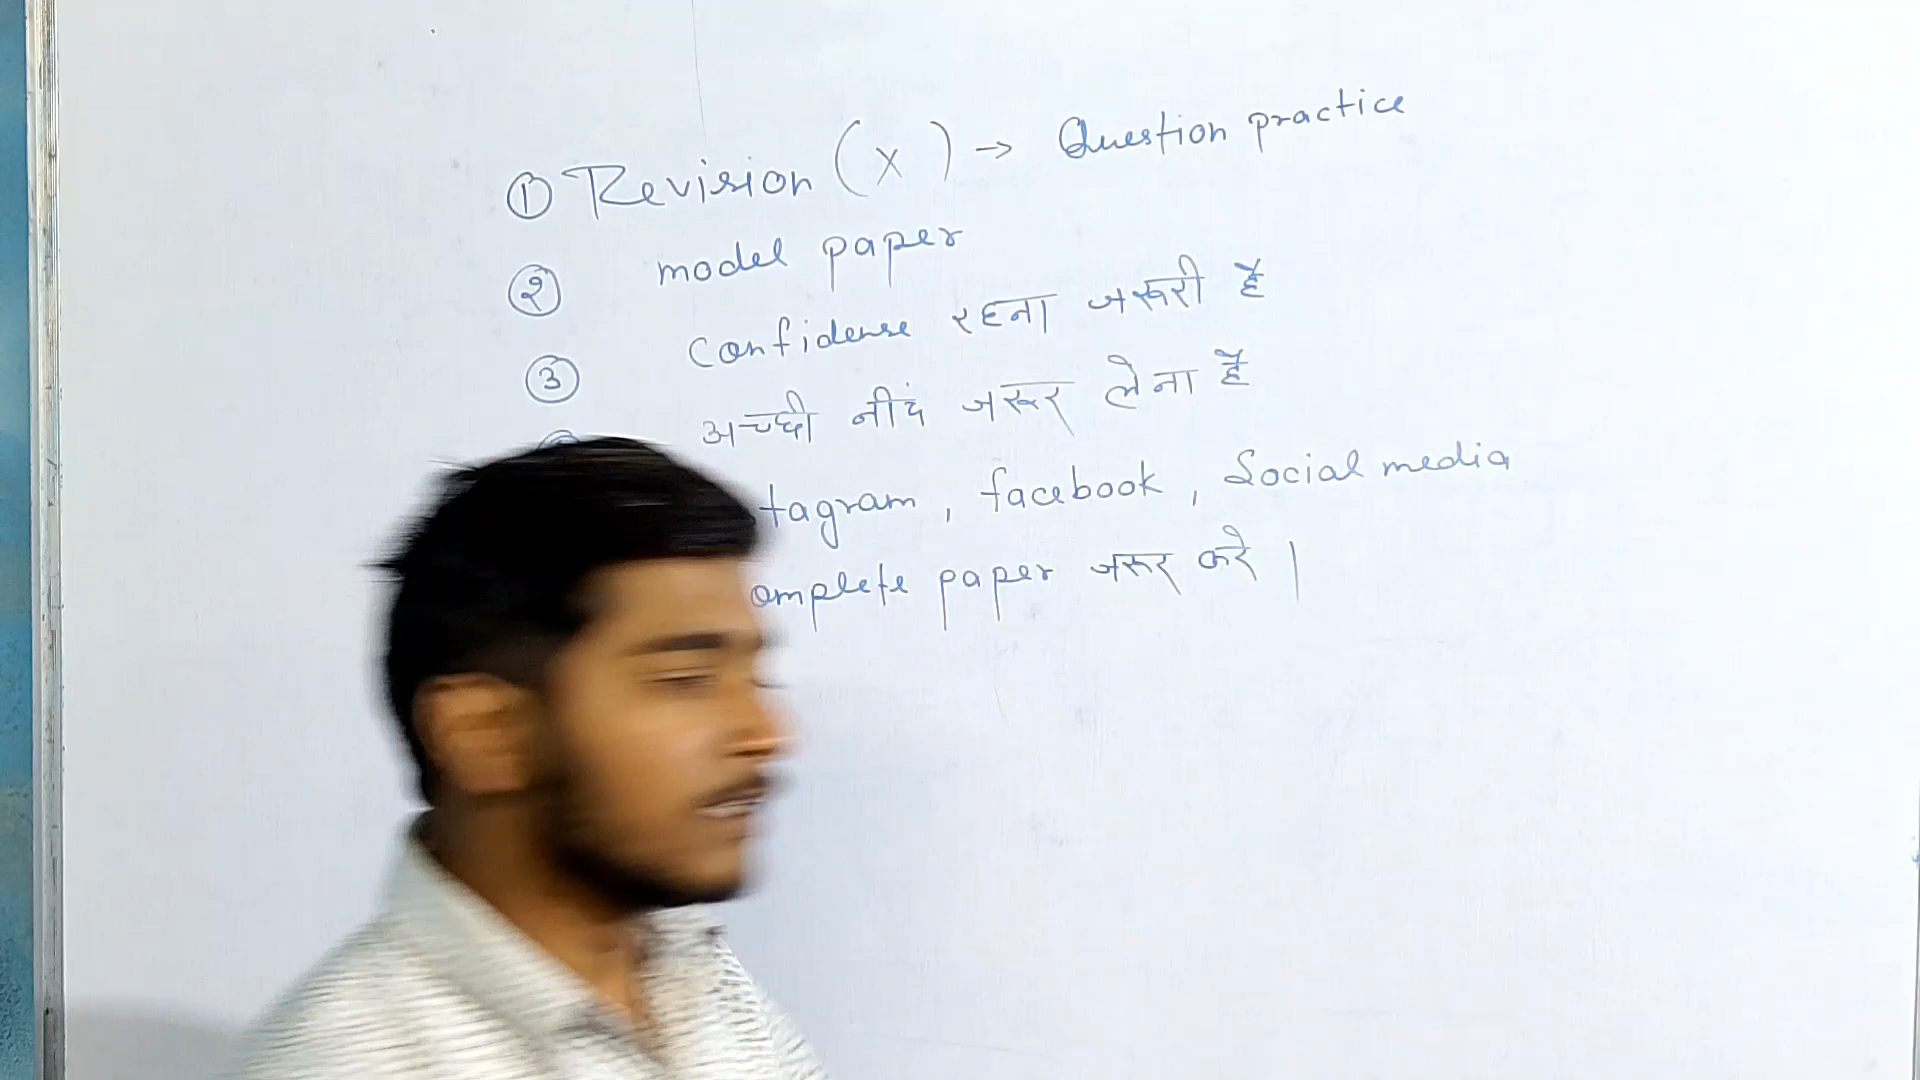 ① Revision (X) → Question practice
② model paper
③ Confidense रहना जरूरी है
अच्छी नींद जरूर लेना है
tagram, facebook, Social media
omplete paper जरूर करे।